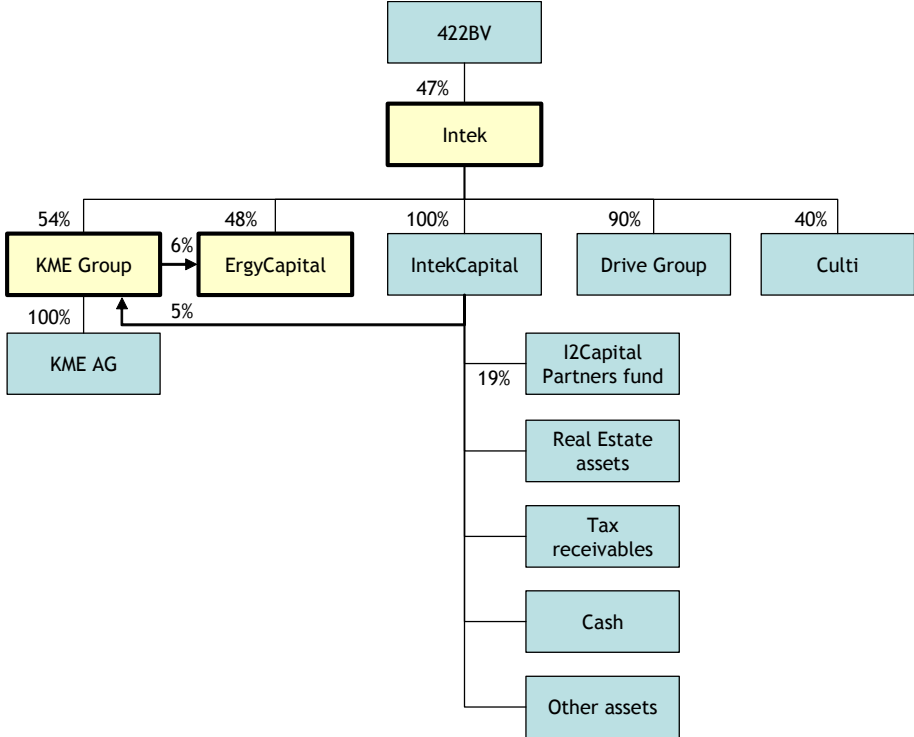 422BV
47%
Intek
54%
48%
100%
90%
40%
KME Group
6%
ErgyCapital
IntekCapital
Drive Group
Culti
100%
5%
KME AG
19%
I2Capital
Partners fund
Real Estate
assets
Tax
receivables
Cash
Other assets